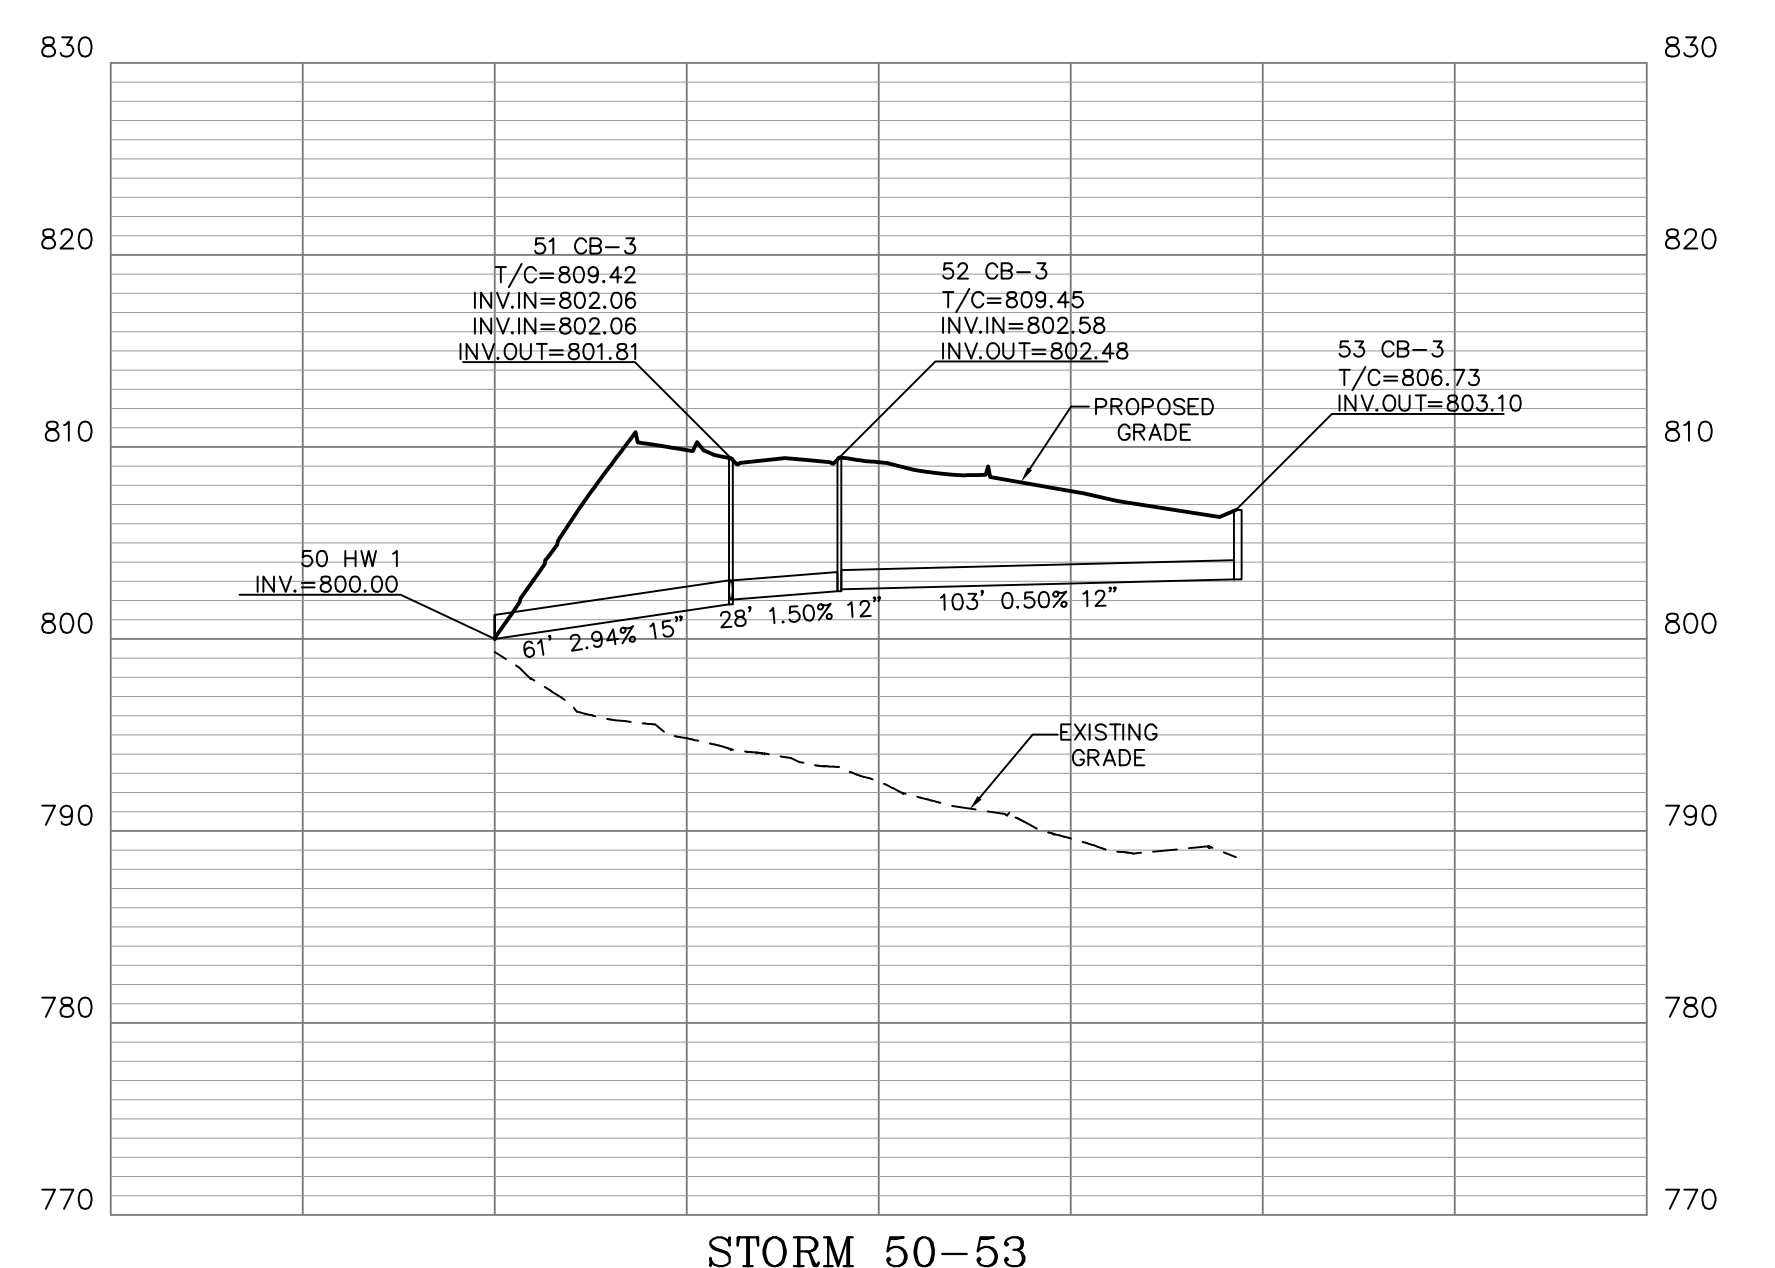 830
830
820
820
51 CB-3
T/C=809.42
INV.IN=802.06
INV.IN=802.06
INV.OUT=801.81
52 CB-3
T/C=809.45
INV.IN=802.58
INV.OUT=802.48
53 CB-3
T/C=806.73
INV.OUT=803.10
PROPOSED
GRADE
810
810
50 HW 1
INV.=800.00
800
800
61' 2.94% 15"
28' 1.50% 12"
103' 0.50% 12"
EXISTING
GRADE
790
790
780
780
770
770
STORM 50-53